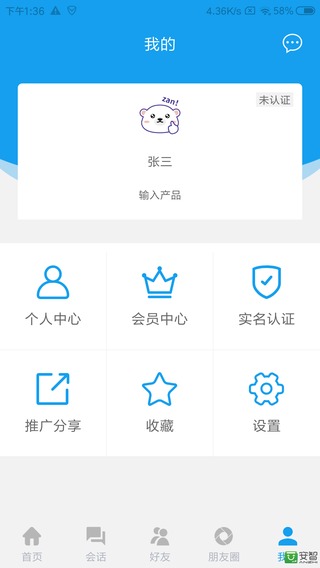 下午1:36 4.36K/s 58%
我的
未认证
zan!
张三
输入产品
个人中心 会员中心 实名认证
推广分享 收藏 设置
安智
首页 会话 好友 朋友圈